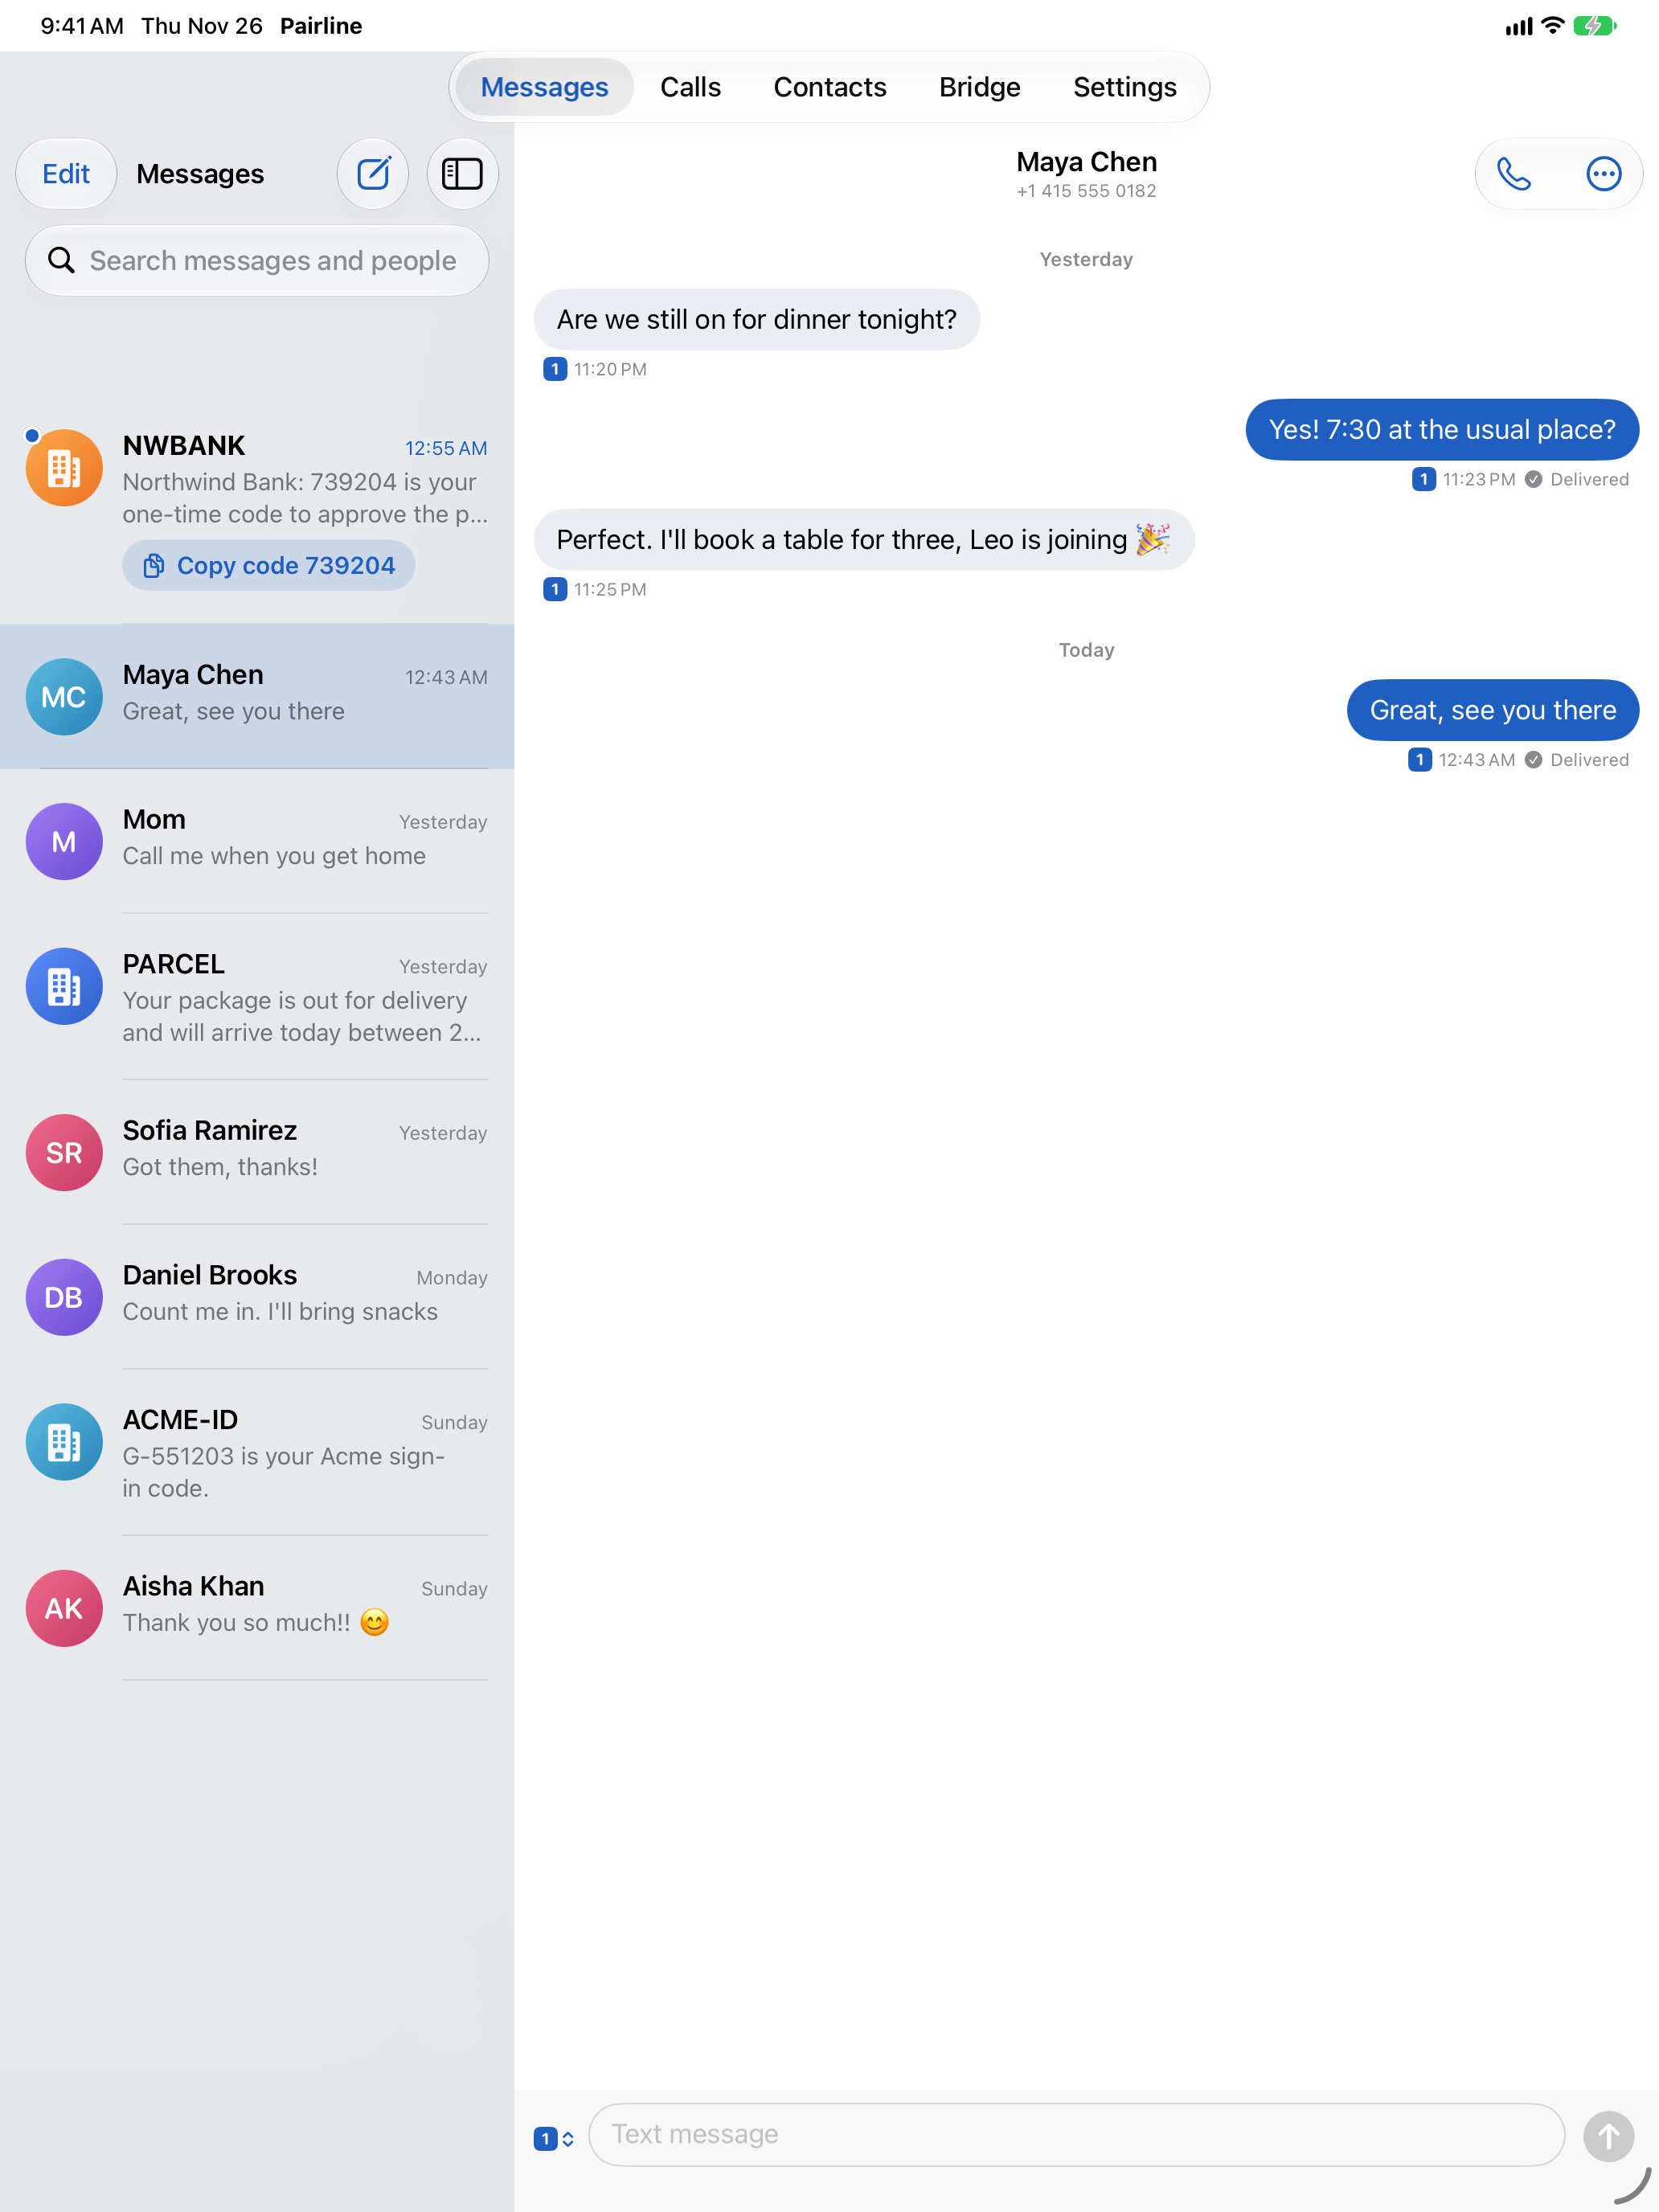 9:41 AM Thu Nov 26 Pairline
Messages Calls Contacts Bridge Settings
Edit Messages
Search messages and people
NWBANK 12:55 AM
Northwind Bank: 739204 is your
one-time code to approve the p...
Copy code 739204
MC
Maya Chen 12:43 AM
Great, see you there
M
Mom Yesterday
Call me when you get home
PARCEL Yesterday
Your package is out for delivery
and will arrive today between 2...
SR
Sofia Ramirez Yesterday
Got them, thanks!
DB
Daniel Brooks Monday
Count me in. I'll bring snacks
ACME-ID Sunday
G-551203 is your Acme sign-
in code.
AK
Aisha Khan Sunday
Thank you so much!! 😊
Maya Chen
+1 415 555 0182
Yesterday
Are we still on for dinner tonight?
1 11:20 PM
Yes! 7:30 at the usual place?
1 11:23 PM Delivered
Perfect. I'll book a table for three, Leo is joining 🎉
1 11:25 PM
Today
Great, see you there
1 12:43 AM Delivered
1 Text message